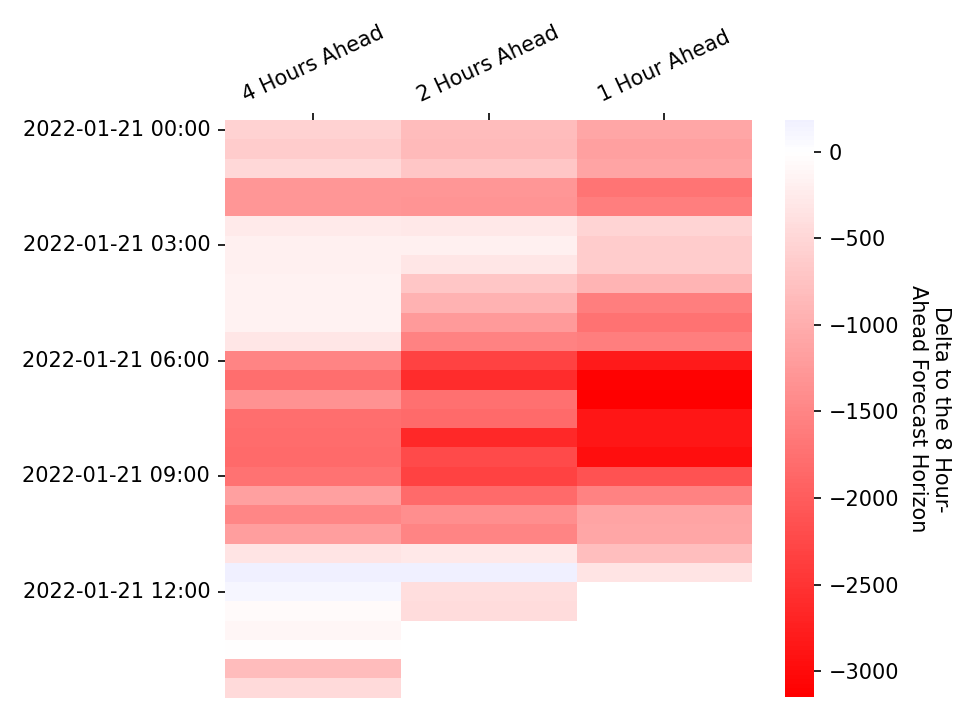 4 Hours Ahead
2 Hours Ahead
1 Hour Ahead
2022-01-21 00:00
2022-01-21 03:00
2022-01-21 06:00
2022-01-21 09:00
2022-01-21 12:00
0
−500
−1000
−1500
−2000
−2500
−3000
Delta to the 8 Hour-
Ahead Forecast Horizon